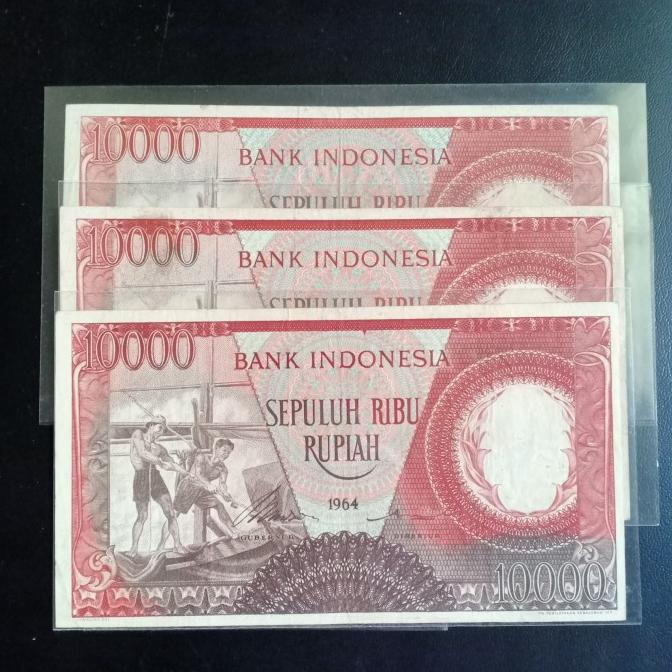 10000
BANK INDONESIA
SEPULUH RIBU
10000
BANK INDONESIA
SEPULUH RIBU
10000
BANK INDONESIA
SEPULUH RIBU
RUPIAH
1964
GUBERNUR
DIREKTUR
10000